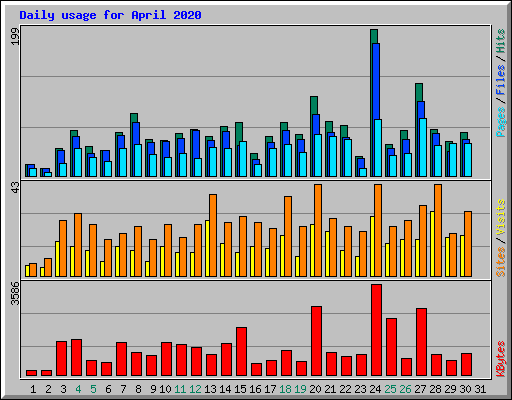 Daily usage for April 2020
199
Pages / Files / Hits
43
Sites / Visits
3586
KBytes
1 2 3 4 5 6 7 8 9 10 11 12 13 14 15 16 17 18 19 20 21 22 23 24 25 26 27 28 29 30 31